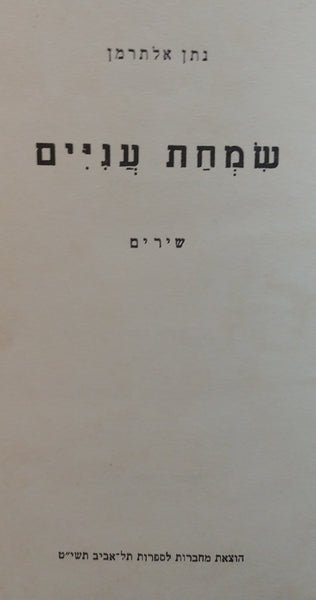 נתן אלתרמן
שִׂמְחַת עֲנִיִּים
שירים
הוצאת מחברות לספרות תל־אביב תשי״ט